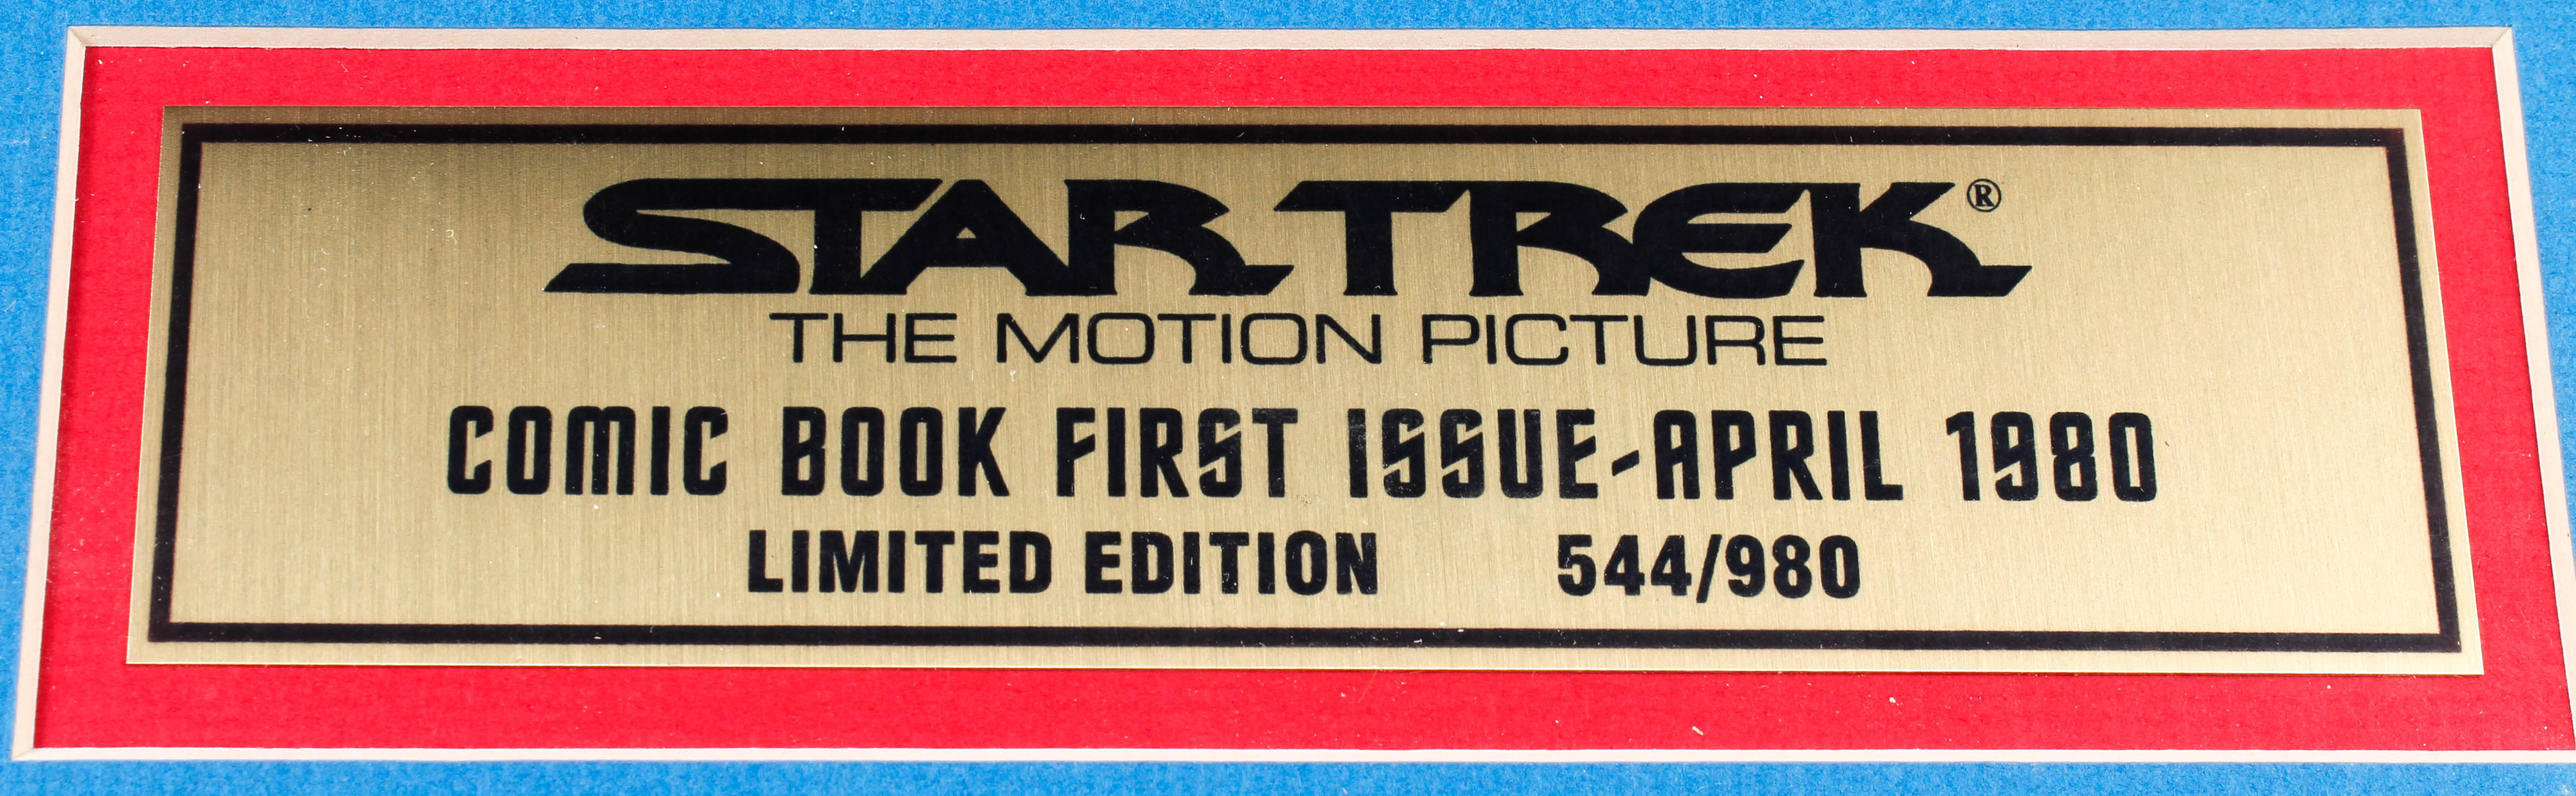 STAR TREK®
THE MOTION PICTURE
COMIC BOOK FIRST ISSUE-APRIL 1980
LIMITED EDITION 544/980